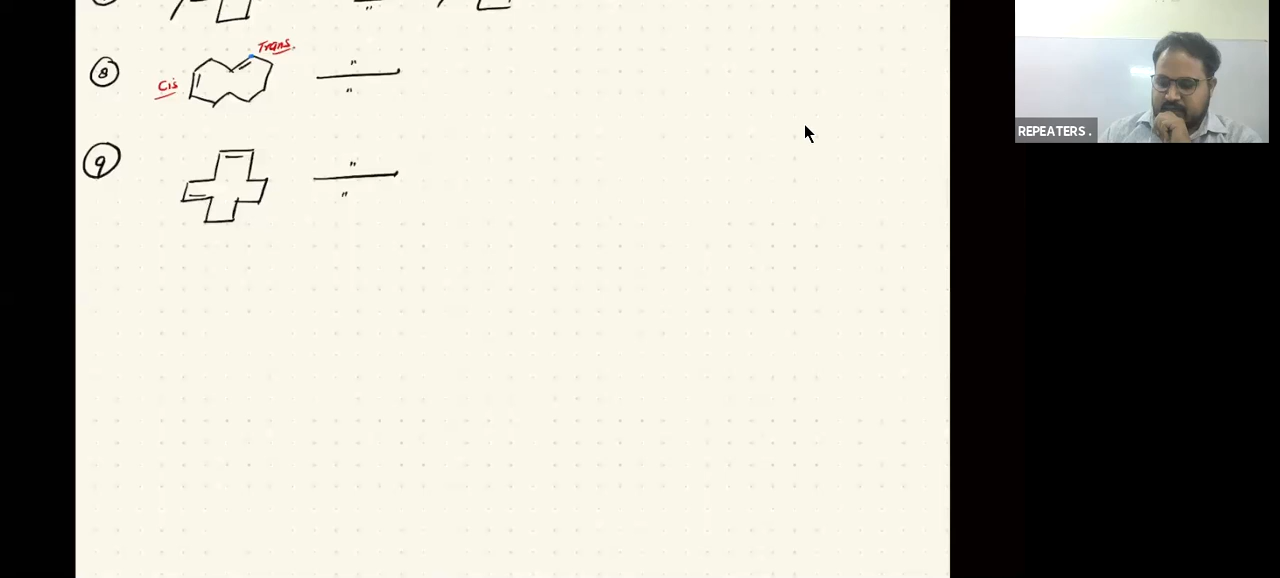 Trans.
8
"
Cis
"
REPEATERS .
9
"
"